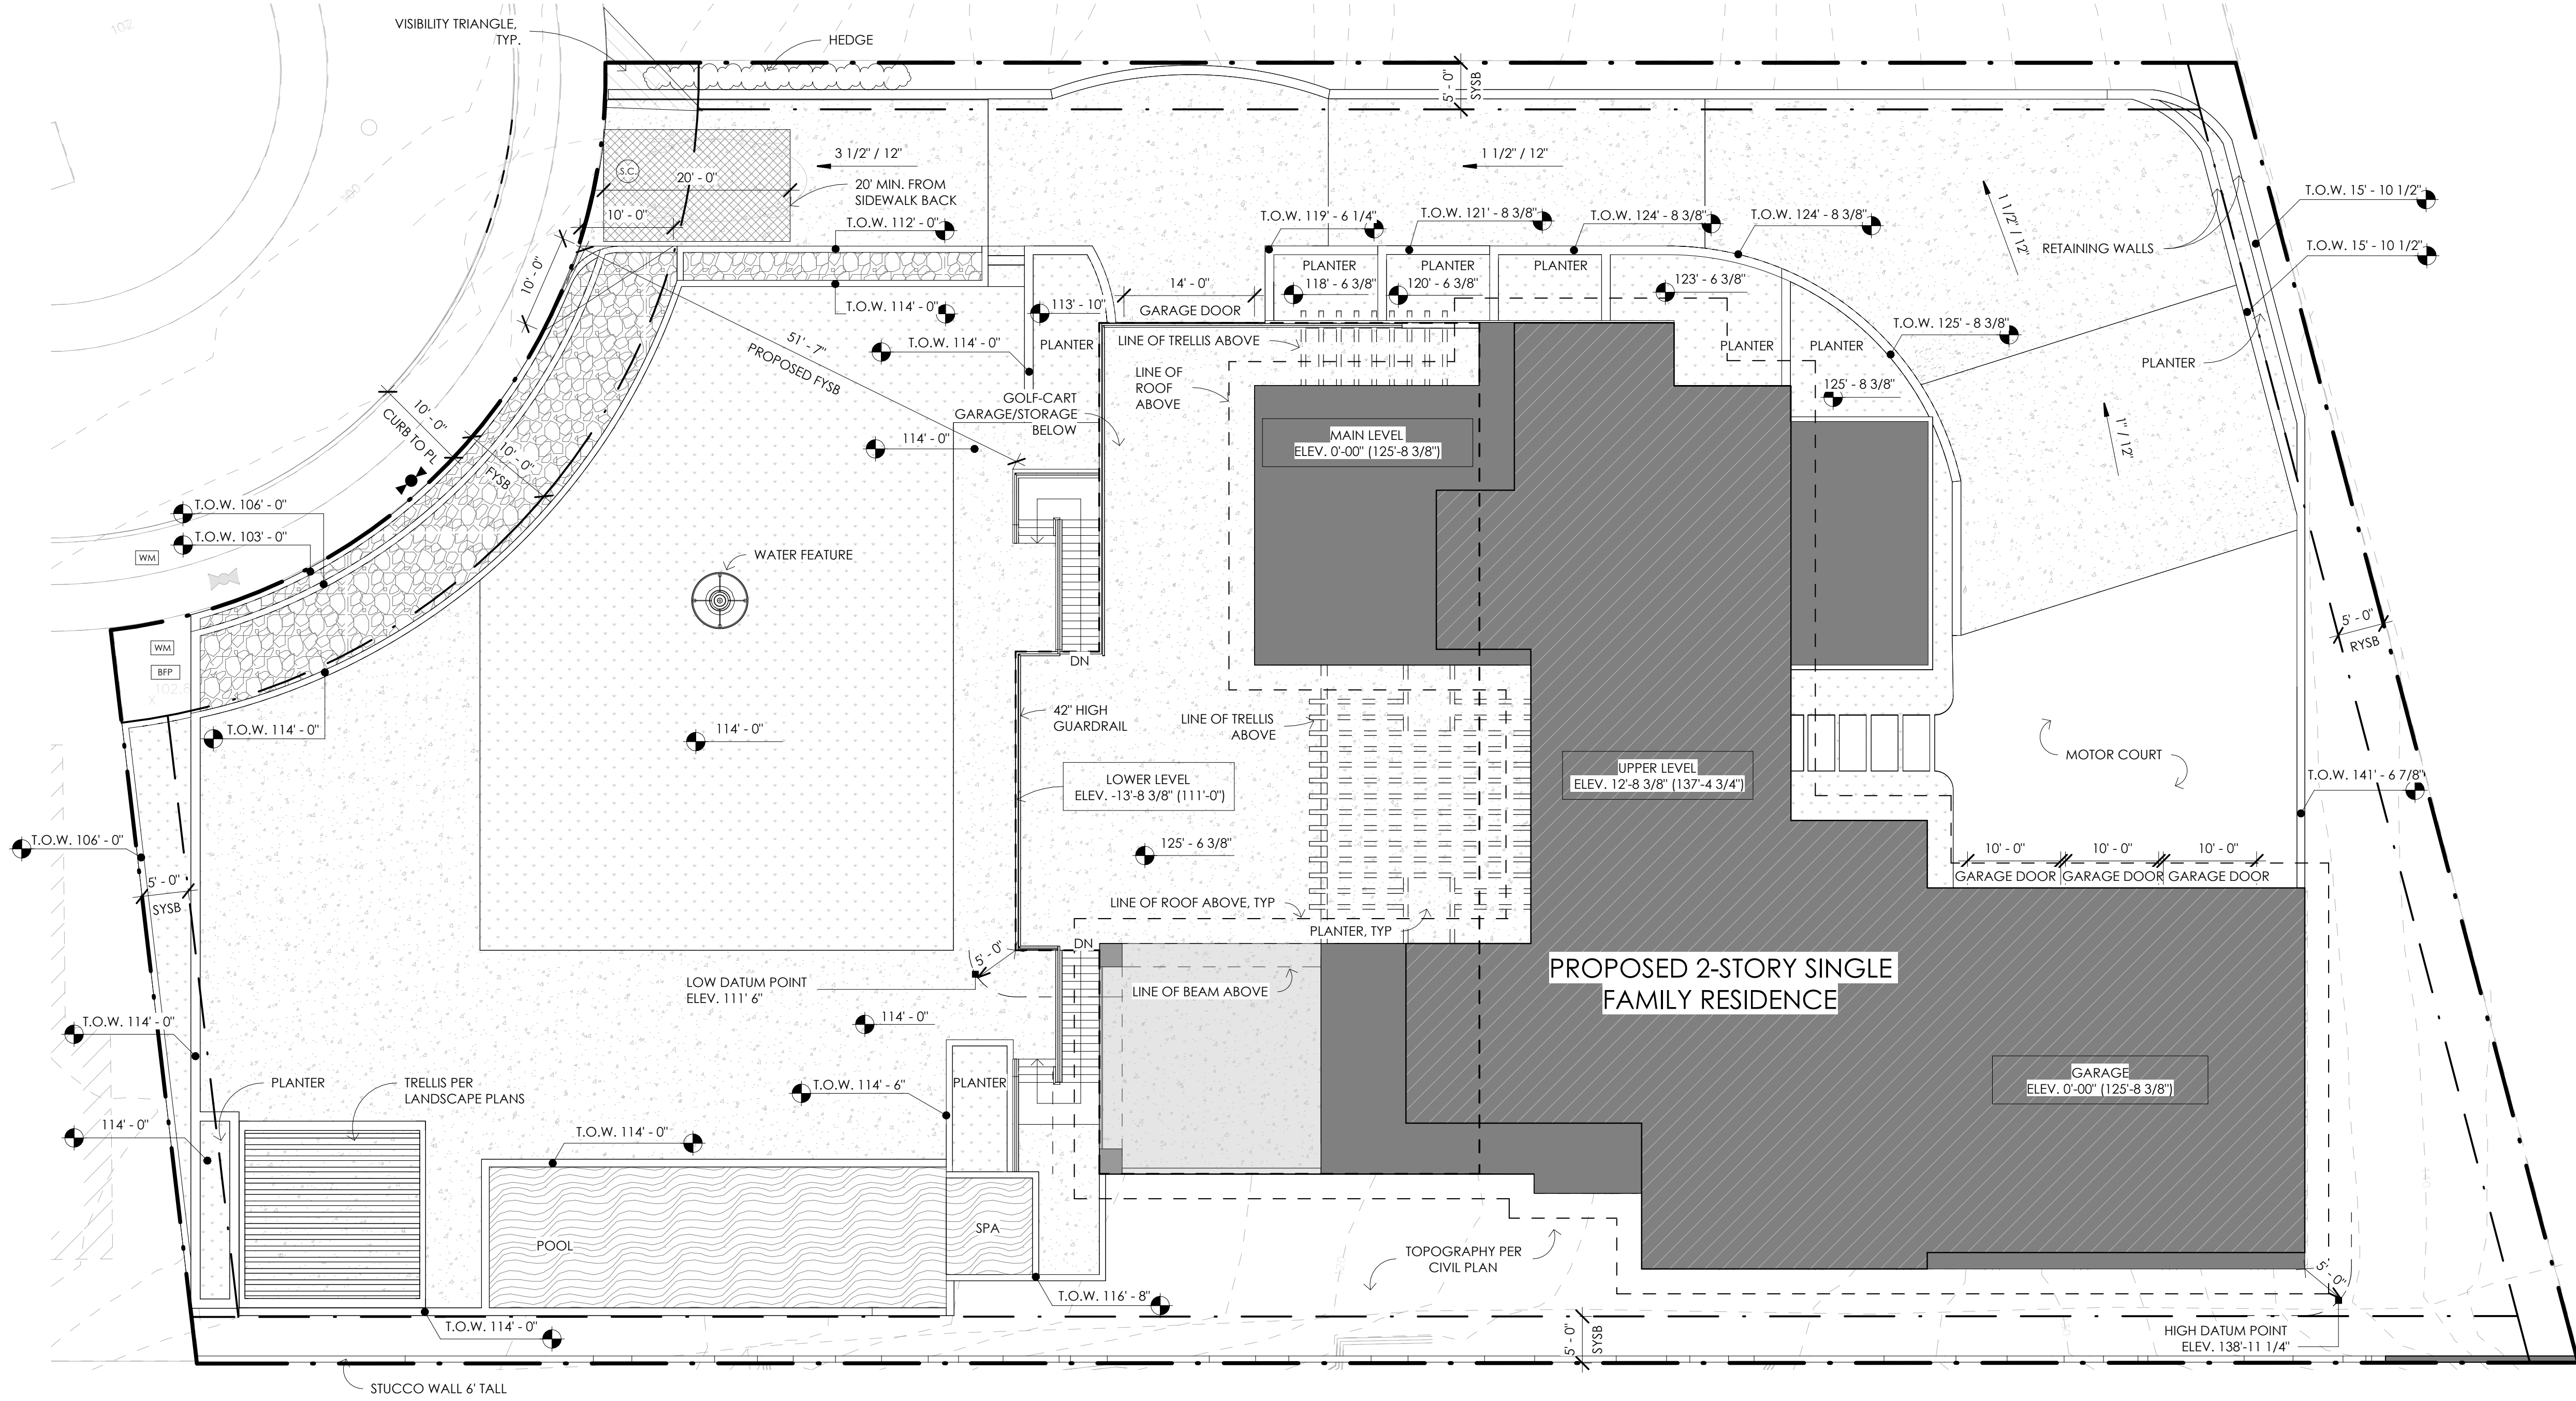 VISIBILITY TRIANGLE,
TYP.
HEDGE
102
5' - 0"
SYSB
3 1/2" / 12"
1 1/2" / 12"
S.C.
20' - 0"
20' MIN. FROM
SIDEWALK BACK
10' - 0"
T.O.W. 112' - 0"
T.O.W. 119' - 6 1/4"
T.O.W. 121' - 8 3/8"
T.O.W. 124' - 8 3/8"
T.O.W. 124' - 8 3/8"
1 1/2" / 12"
RETAINING WALLS
T.O.W. 15' - 10 1/2"
T.O.W. 15' - 10 1/2"
10' - 0"
PLANTER
118' - 6 3/8"
PLANTER
120' - 6 3/8"
PLANTER
123' - 6 3/8"
14' - 0"
GARAGE DOOR
T.O.W. 114' - 0"
113' - 10"
T.O.W. 125' - 8 3/8"
51' - 7"
PROPOSED FYSB
T.O.W. 114' - 0"
PLANTER
LINE OF TRELLIS ABOVE
PLANTER
PLANTER
PLANTER
LINE OF
ROOF
ABOVE
125' - 8 3/8"
GOLF-CART
GARAGE/STORAGE
BELOW
10' - 0"
CURB TO PL
10' - 0"
FYSB
114' - 0"
MAIN LEVEL
ELEV. 0'-00" (125'-8 3/8")
1" / 12"
T.O.W. 106' - 0"
T.O.W. 103' - 0"
WM
WATER FEATURE
WM
BFP
102.8
DN
5' - 0"
RYSB
42" HIGH
GUARDRAIL
LINE OF TRELLIS
ABOVE
T.O.W. 114' - 0"
114' - 0"
MOTOR COURT
LOWER LEVEL
ELEV. -13'-8 3/8" (111'-0")
UPPER LEVEL
ELEV. 12'-8 3/8" (137'-4 3/4")
T.O.W. 141' - 6 7/8"
T.O.W. 106' - 0"
125' - 6 3/8"
10' - 0"
10' - 0"
10' - 0"
GARAGE DOOR
GARAGE DOOR
GARAGE DOOR
5' - 0"
SYSB
LINE OF ROOF ABOVE, TYP
PLANTER, TYP
DN
5' - 0"
LOW DATUM POINT
ELEV. 111' 6"
LINE OF BEAM ABOVE
PROPOSED 2-STORY SINGLE
FAMILY RESIDENCE
T.O.W. 114' - 0"
114' - 0"
PLANTER
TRELLIS PER
LANDSCAPE PLANS
T.O.W. 114' - 6"
PLANTER
GARAGE
ELEV. 0'-00" (125'-8 3/8")
114' - 0"
T.O.W. 114' - 0"
POOL
SPA
TOPOGRAPHY PER
CIVIL PLAN
5' - 0"
T.O.W. 116' - 8"
T.O.W. 114' - 0"
5' - 0"
SYSB
HIGH DATUM POINT
ELEV. 138'-11 1/4"
STUCCO WALL 6' TALL